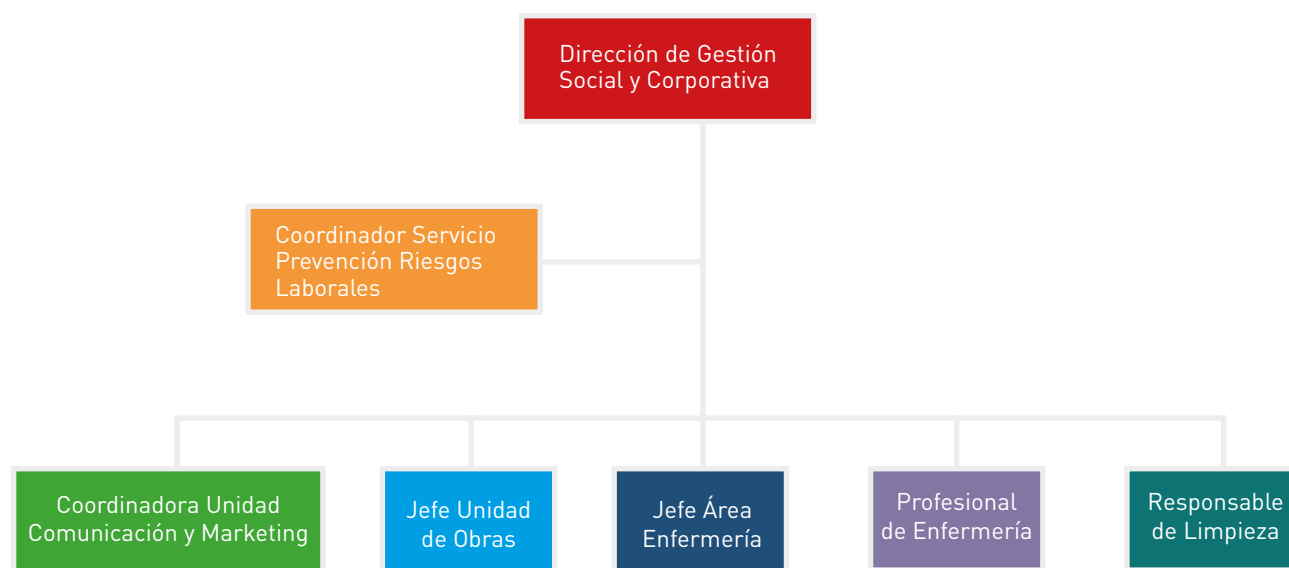 Dirección de Gestión
Social y Corporativa
Coordinador Servicio
Prevención Riesgos
Laborales
Coordinadora Unidad
Comunicación y Marketing
Jefe Unidad
de Obras
Jefe Área
Enfermería
Profesional
de Enfermería
Responsable
de Limpieza